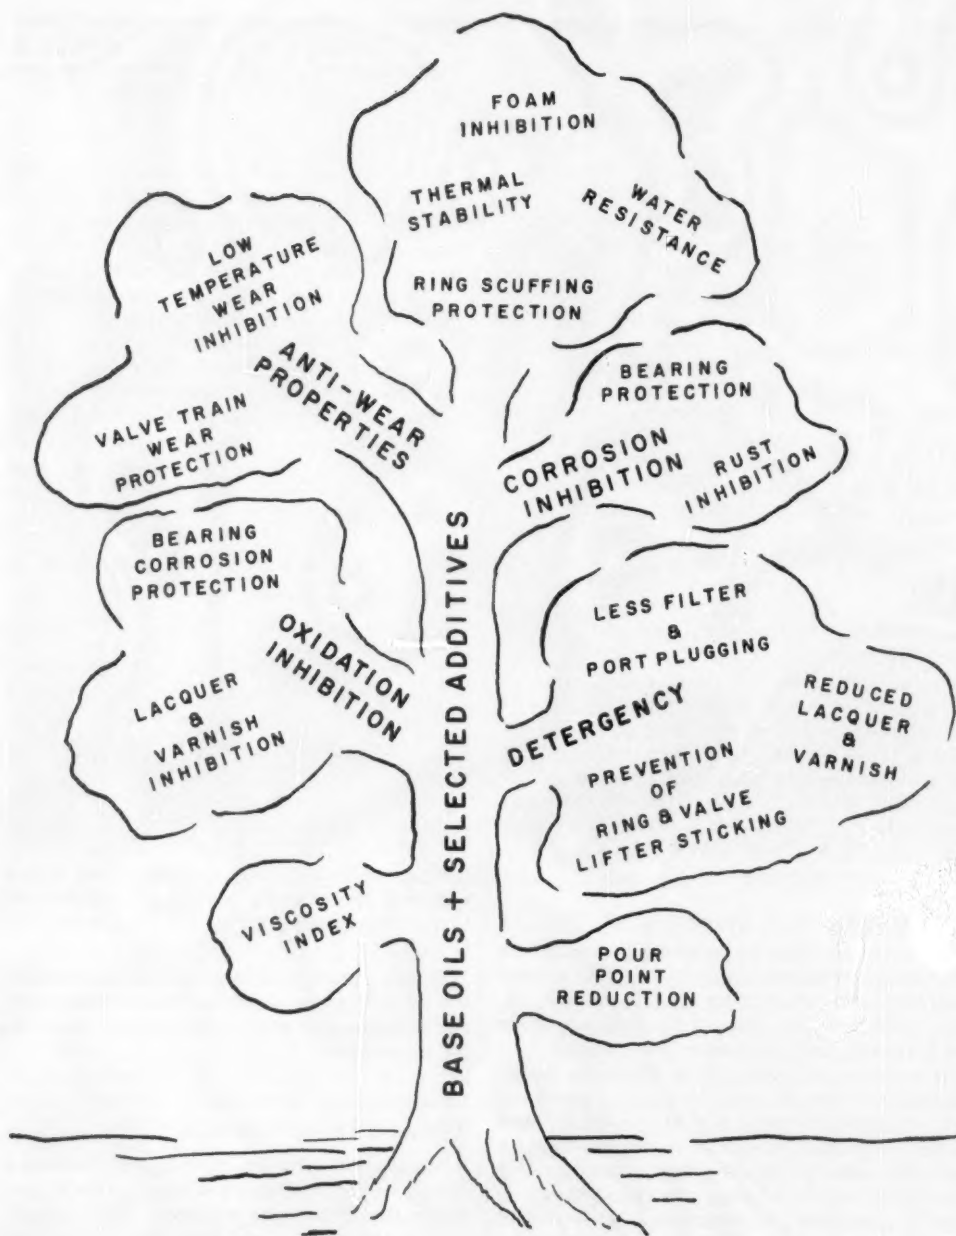 FOAM
INHIBITION
THERMAL
STABILITY
WATER
RESISTANCE
RING SCUFFING
PROTECTION
LOW
TEMPERATURE
WEAR
INHIBITION
ANTI-WEAR
PROPERTIES
VALVE TRAIN
WEAR
PROTECTION
BEARING
PROTECTION
CORROSION
INHIBITION
RUST
INHIBITION
BEARING
CORROSION
PROTECTION
OXIDATION
INHIBITION
LACQUER
&
VARNISH
INHIBITION
LESS FILTER
&
PORT PLUGGING
DETERGENCY
REDUCED
LACQUER
&
VARNISH
PREVENTION
OF
RING & VALVE
LIFTER STICKING
VISCOSITY
INDEX
POUR
POINT
REDUCTION
BASE OILS + SELECTED ADDITIVES